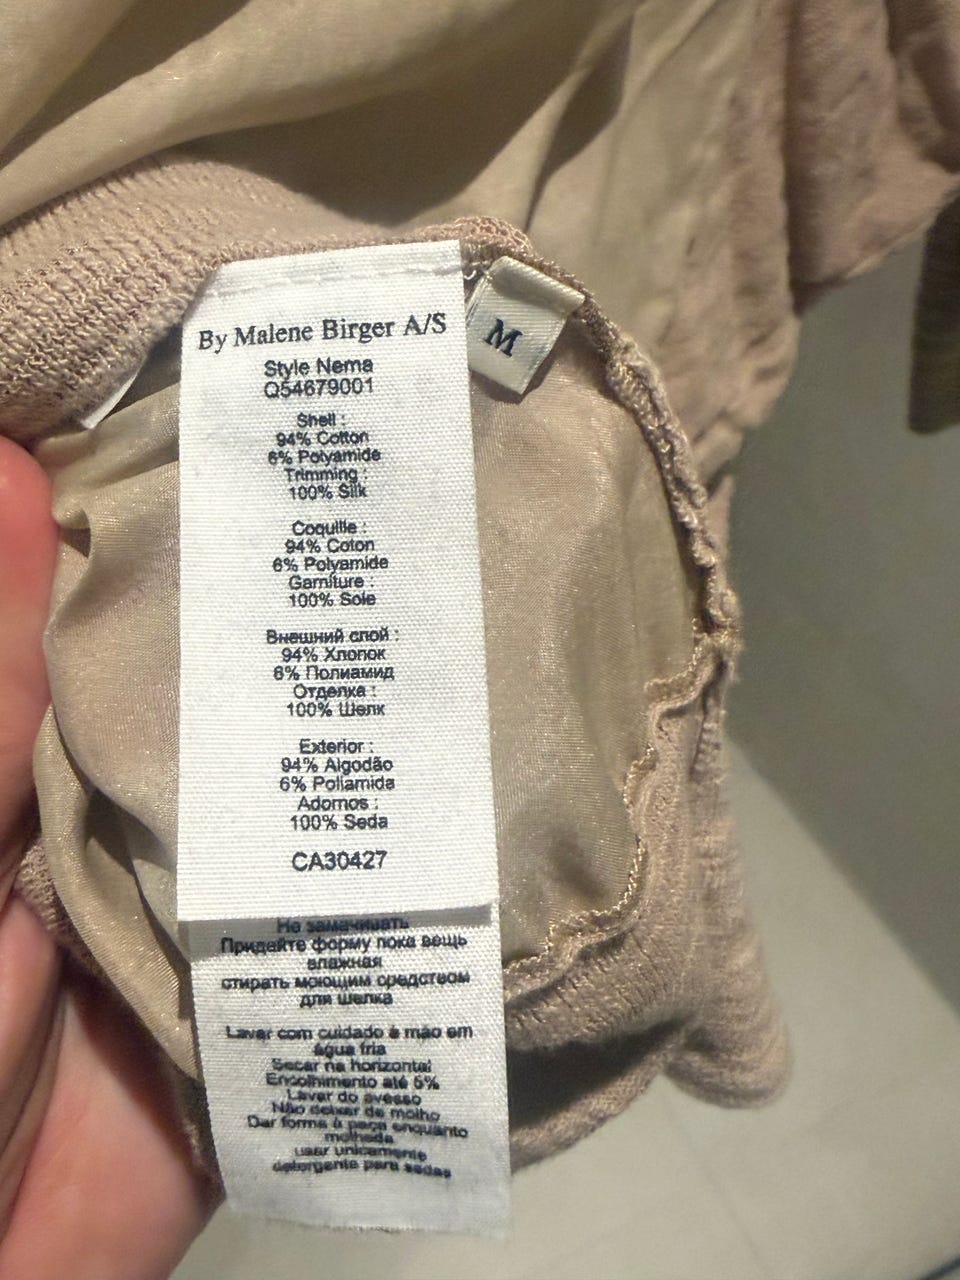 By Malene Birger A/S
M
Style Nema
Q54679001
Shell :
94% Cotton
6% Polyamide
Trimming :
100% Silk
Coquille :
94% Coton
6% Polyamide
Garniture :
100% Soie
Внешний слой :
94% Хлопок
6% Полиамид
Отделка :
100% Шелк
Exterior :
94% Algodão
6% Poliamida
Adornos :
100% Seda
CA30427
Не замачивать
Придайте форму пока вещь
влажная
стирать моющим средством
для шелка
Lavar com cuidado à mão em
água fria
Secar na horizontal
Encolhimento até 5%
Lavar do avesso
Não deixar de molho
Dar forma à peça enquanto
molhada
usar unicamente
detergente para sedas